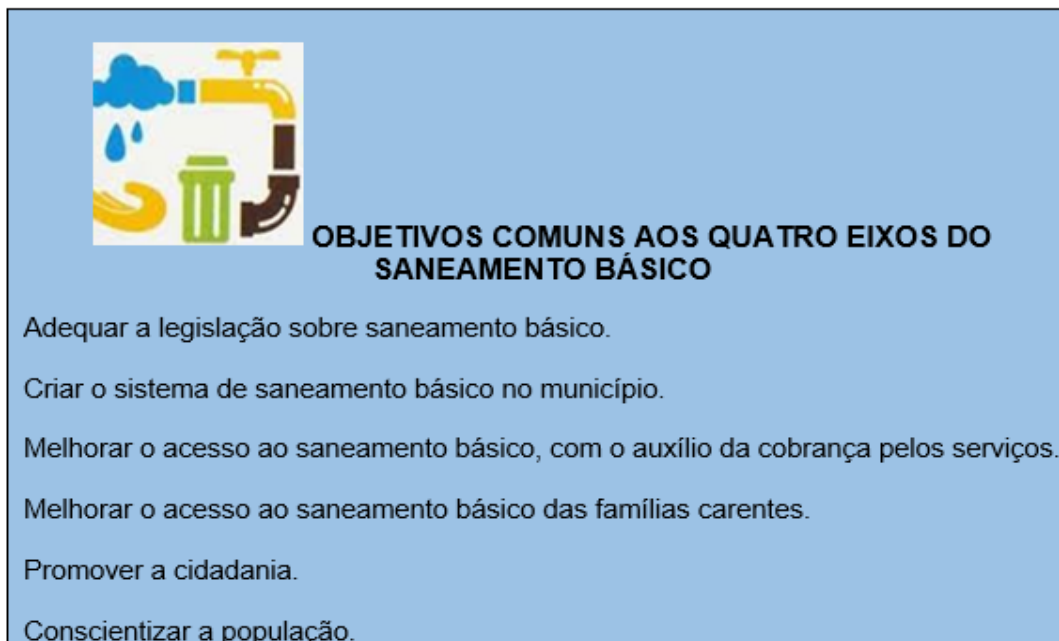 OBJETIVOS COMUNS AOS QUATRO EIXOS DO
SANEAMENTO BÁSICO
Adequar a legislação sobre saneamento básico.
Criar o sistema de saneamento básico no município.
Melhorar o acesso ao saneamento básico, com o auxílio da cobrança pelos serviços.
Melhorar o acesso ao saneamento básico das famílias carentes.
Promover a cidadania.
Conscientizar a população.